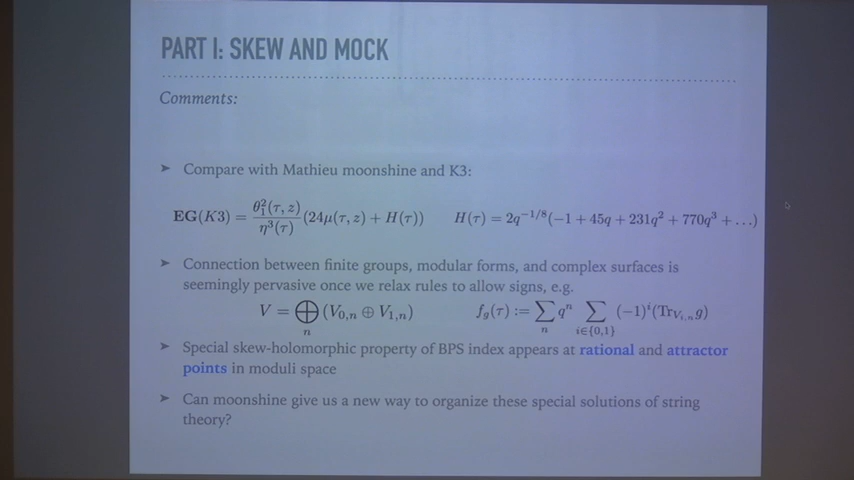 PART I: SKEW AND MOCK
Comments:
➤ Compare with Mathieu moonshine and K3:
EG(K3) = θ₁²(τ, z)/η³(τ) (24μ(τ, z) + H(τ)) H(τ) = 2q^{-1/8}(-1 + 45q + 231q² + 770q³ + ...)
➤ Connection between finite groups, modular forms, and complex surfaces is
seemingly pervasive once we relax rules to allow signs, e.g.
V = ⨁_n (V_{0,n} ⊕ V_{1,n}) f_g(τ) := ∑_n qⁿ ∑_{i∈{0,1}} (-1)^i (Tr_{V_{i,n}} g)
➤ Special skew-holomorphic property of BPS index appears at rational and attractor
points in moduli space
➤ Can moonshine give us a new way to organize these special solutions of string
theory?